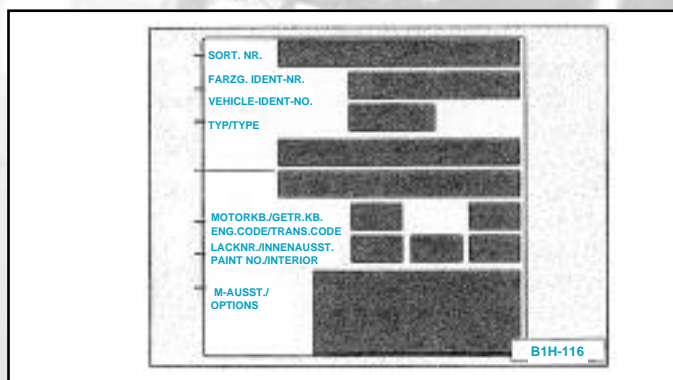 SORT. NR.
FARZG. IDENT-NR.
VEHICLE-IDENT-NO.
TYP/TYPE
MOTORKB./GETR.KB.
ENG.CODE/TRANS.CODE
LACKNR./INNENAUSST.
PAINT NO./INTERIOR
M-AUSST./
OPTIONS
B1H-116